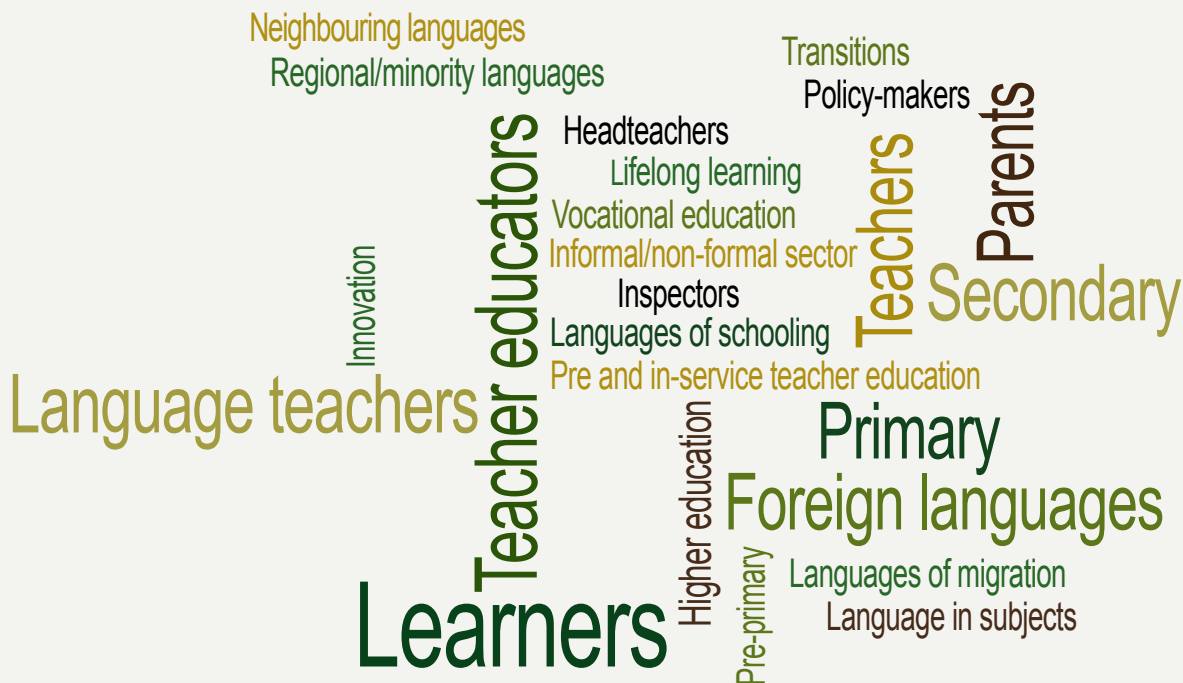 Neighbouring languages
Regional/minority languages
Transitions
Policy-makers
Parents
Teacher educators
Headteachers
Lifelong learning
Teachers
Vocational education
Informal/non-formal sector
Innovation
Inspectors
Secondary
Languages of schooling
Pre and in-service teacher education
Language teachers
Primary
Higher education
Foreign languages
Pre-primary
Languages of migration
Language in subjects
Learners